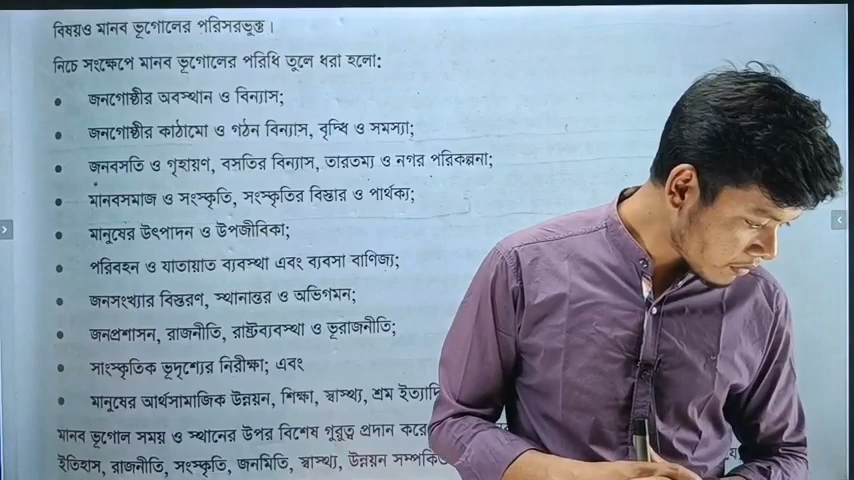 বিষয়ও মানব ভূগোলের পরিসরভুক্ত।
নিচে সংক্ষেপে মানব ভূগোলের পরিধি তুলে ধরা হলো:
• জনগোষ্ঠীর অবস্থান ও বিন্যাস;
• জনগোষ্ঠীর কাঠামো ও গঠন বিন্যাস, বৃদ্ধি ও সমস্যা;
• জনবসতি ও গৃহায়ণ, বসতির বিন্যাস, তারতম্য ও নগর পরিকল্পনা;
• মানবসমাজ ও সংস্কৃতি, সংস্কৃতির বিস্তার ও পার্থক্য;
• মানুষের উৎপাদন ও উপজীবিকা;
• পরিবহন ও যাতায়াত ব্যবস্থা এবং ব্যবসা বাণিজ্য;
• জনসংখ্যার বিস্তরণ, স্থানান্তর ও অভিগমন;
• জনপ্রশাসন, রাজনীতি, রাষ্ট্রব্যবস্থা ও ভূরাজনীতি;
• সাংস্কৃতিক ভূদৃশ্যের নিরীক্ষা; এবং
• মানুষের আর্থসামাজিক উন্নয়ন, শিক্ষা, স্বাস্থ্য, শ্রম
মানব ভূগোল সময় ও স্থানের উপর বিশেষ গুরুত্ব প্রদান করে
ইতিহাস, রাজনীতি, সংস্কৃতি, জনমিতি, স্বাস্থ্য, উন্নয়ন